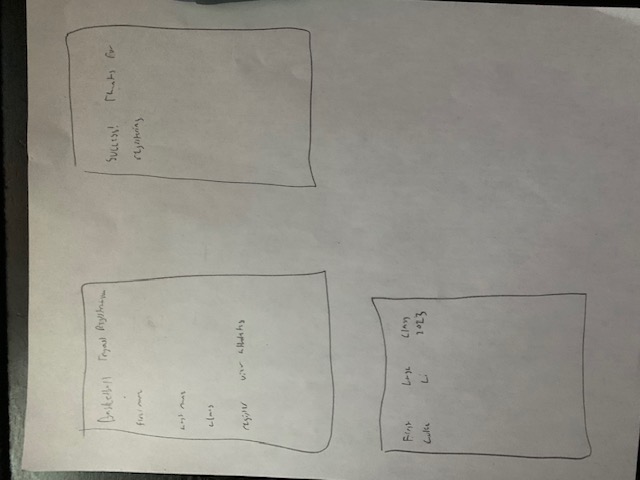 Basketball Tryout Registration
first name
last name
class
register view athletes
Success! Thanks for
registering
First Last Class
Luke Li 2023